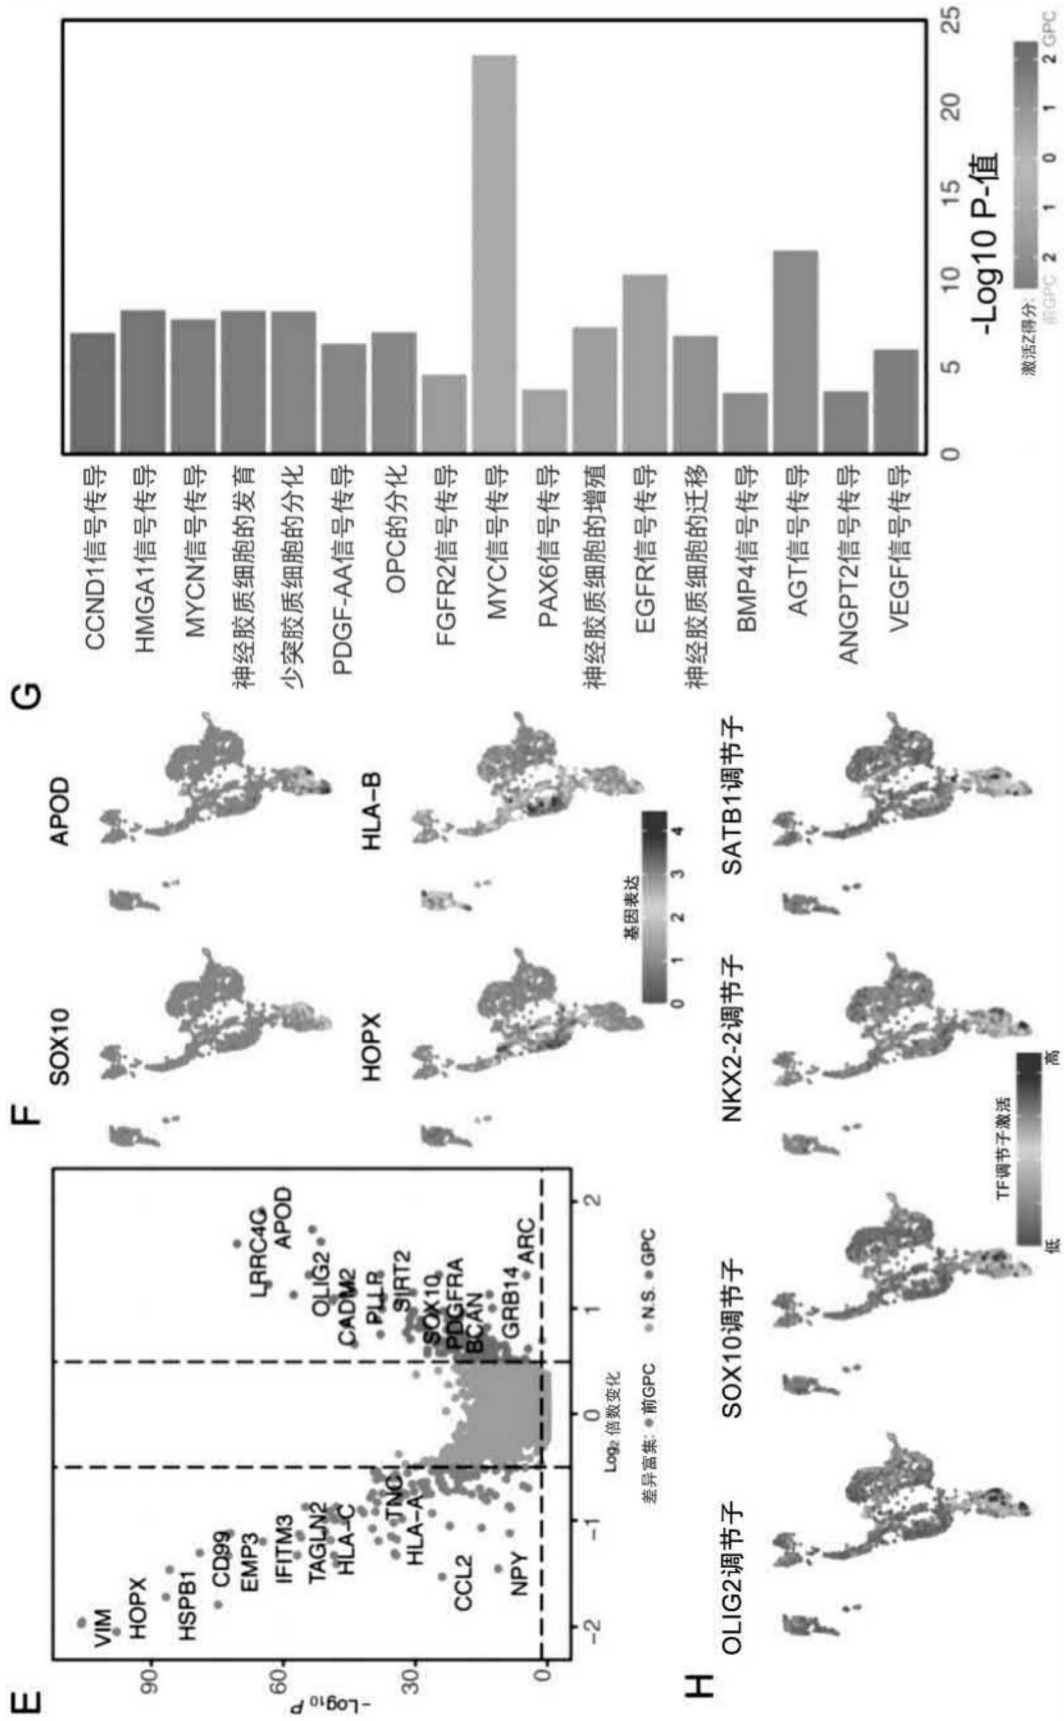 E
90
60
30
0
-Log10 P
-2
-1
0
1
2
Log2 倍数变化
VIM
HOPX
HSPB1
CD99
EMP3
IFITM3
TAGLN2
HLA-C
TNC
HLA-A
CCL2
NPY
LRRC4C
APOD
OLIG2
CADM2
PLLP
SIRT2
SOX10
PDGFRA
BCAN
GRB14
ARC
差异富集: 前GPC N.S. GPC
F
SOX10
APOD
HOPX
HLA-B
基因表达
0 1 2 3 4
G
CCND1信号传导
HMGA1信号传导
MYCN信号传导
神经胶质细胞的发育
少突胶质细胞的分化
PDGF-AA信号传导
OPC的分化
FGFR2信号传导
MYC信号传导
PAX6信号传导
神经胶质细胞的增殖
EGFR信号传导
神经胶质细胞的迁移
BMP4信号传导
AGT信号传导
ANGPT2信号传导
VEGF信号传导
0 5 10 15 20 25
-Log10 P-值
激活Z得分:
前GPC 2 1 0 1 2 GPC
H
OLIG2调节子
SOX10调节子
NKX2-2调节子
SATB1调节子
TF调节子激活
低 高